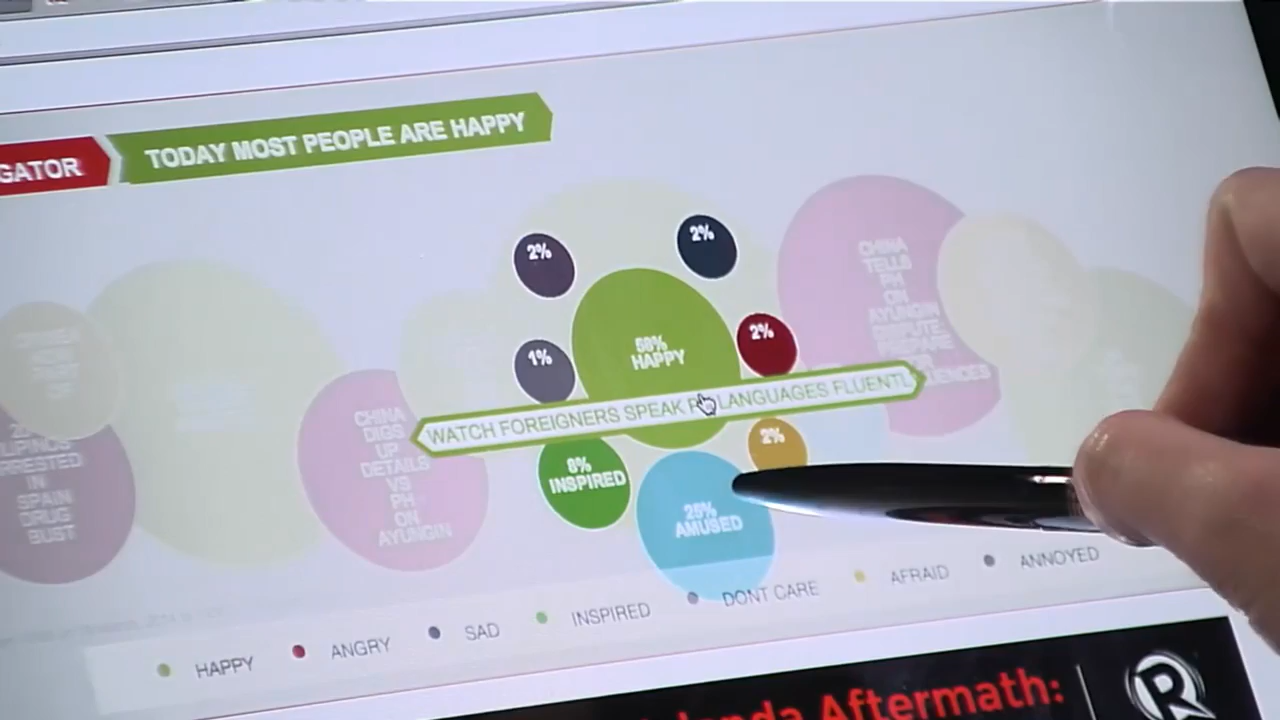 GATOR
TODAY MOST PEOPLE ARE HAPPY
2%
2%
CHINA
TELLS
PH
ON
AYUNGIN
DISPUTE:
58%
HAPPY
2%
1%
WATCH FOREIGNERS SPEAK LANGUAGES FLUENTL
CHINA
DIGS
UP
DETAILS
VS
PH
ON
AYUNGIN
2%
8%
INSPIRED
25%
AMUSED
IN
SPAIN
DRUG
BUST
HAPPY
ANGRY
SAD
INSPIRED
DONT CARE
AFRAID
ANNOYED
Aftermath:
R